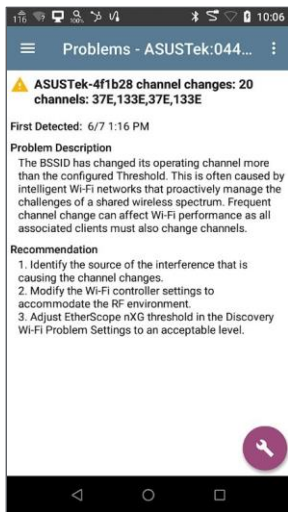 116
100%
10:06
Problems - ASUSTek:044...
ASUSTek-4f1b28 channel changes: 20
channels: 37E,133E,37E,133E
First Detected: 6/7 1:16 PM
Problem Description
The BSSID has changed its operating channel more
than the configured Threshold. This is often caused by
intelligent Wi-Fi networks that proactively manage the
challenges of a shared wireless spectrum. Frequent
channel change can affect Wi-Fi performance as all
associated clients must also change channels.
Recommendation
1. Identify the source of the interference that is
causing the channel changes.
2. Modify the Wi-Fi controller settings to
accommodate the RF environment.
3. Adjust EtherScope nXG threshold in the Discovery
Wi-Fi Problem Settings to an acceptable level.